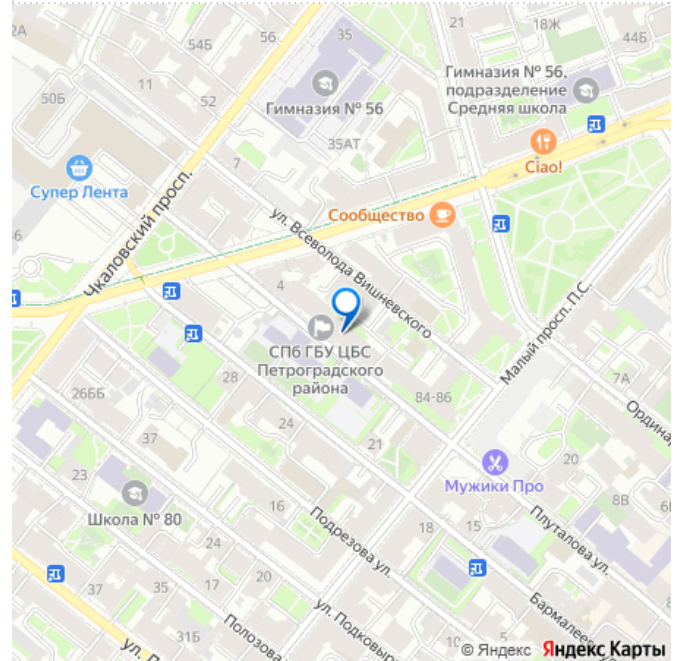 2А
54Б
56
35
21
18Ж
44Б
Гимназия № 56,
подразделение
Средняя школа
11
52
50Б
Гимназия № 56
35АТ
Ciao!
7
Супер Лента
Чкаловский просп.
Сообщество
ул. Всеволода Вишневского
4
СПб ГБУ ЦБС
Петроградского
района
Малый просп. П.С.
7А
84-86
28
26ББ
24
37
21
Ординар
20
23
Мужики Про
8В
Школа № 80
16
18
15
Плуталова ул.
24
Подрезова ул.
37
35
17
20
ул. Подковыр
Бармалее
31Б
Полозова
ул.
© Яндекс Яндекс Карты